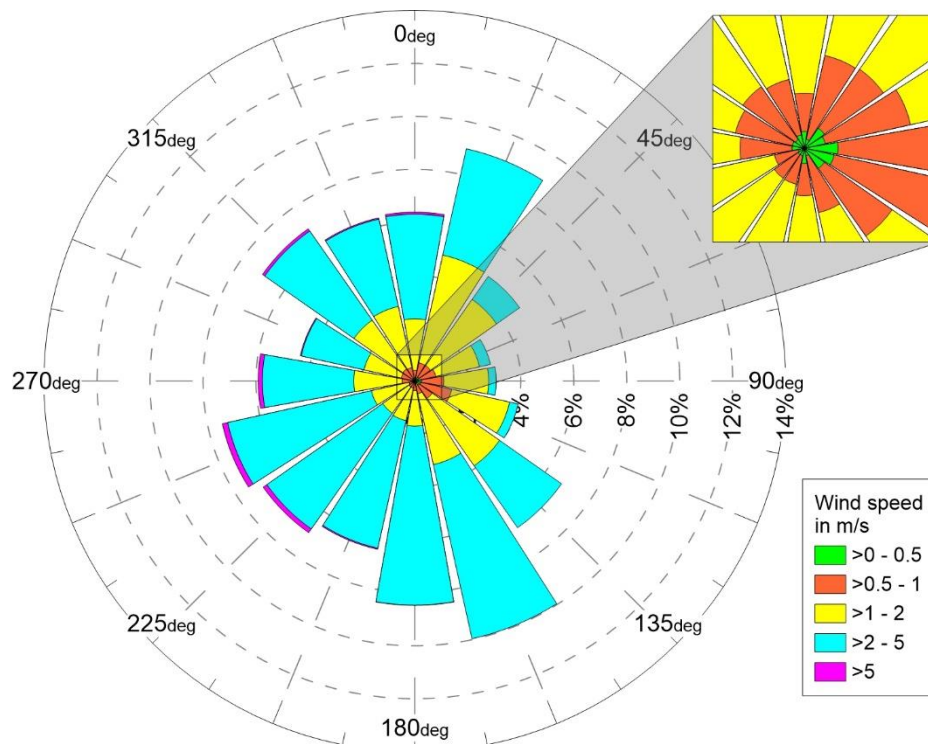 0deg
315deg
45deg
270deg
90deg
4%
6%
8%
10%
12%
14%
225deg
135deg
180deg
Wind speed
in m/s
>0 - 0.5
>0.5 - 1
>1 - 2
>2 - 5
>5